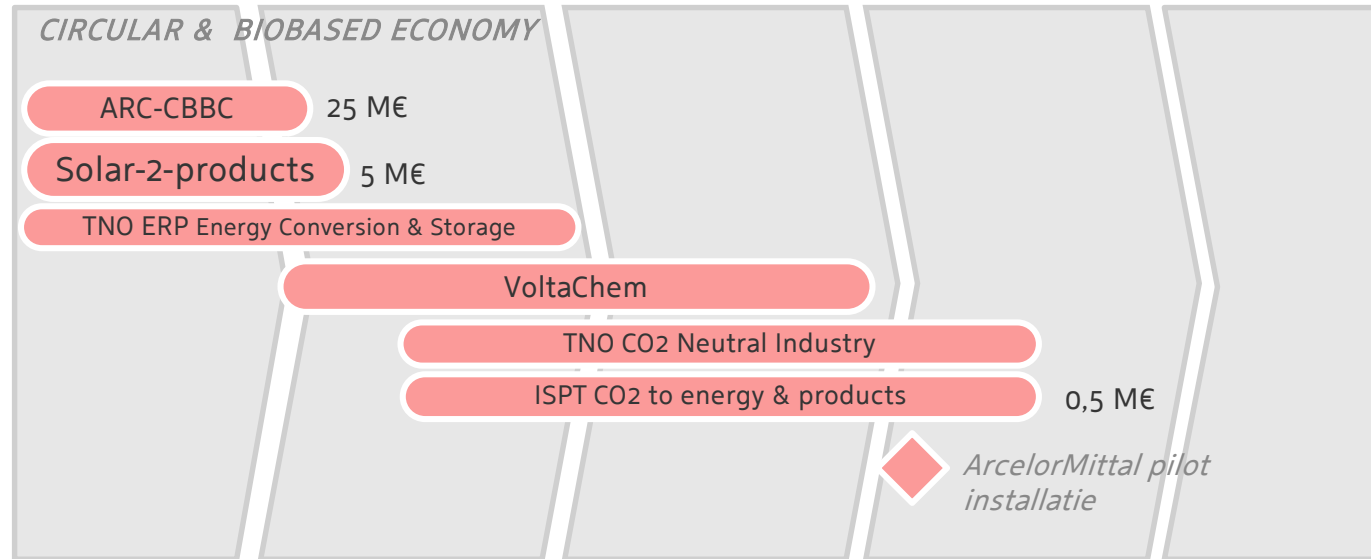 CIRCULAR & BIOBASED ECONOMY
ARC-CBBC 25 M€
Solar-2-products 5 M€
TNO ERP Energy Conversion & Storage
VoltaChem
TNO CO2 Neutral Industry
ISPT CO2 to energy & products 0,5 M€
ArcelorMittal pilot
installatie